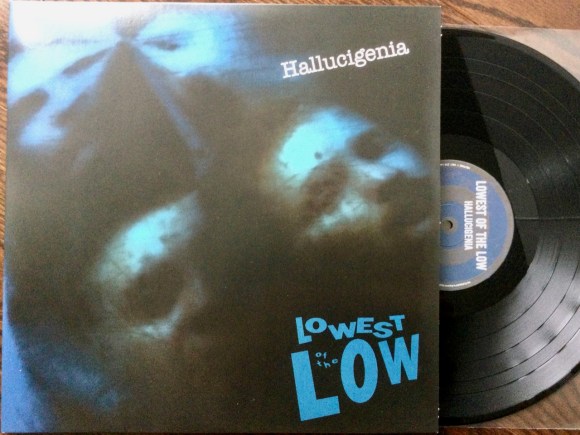 Hallucigenia
LOWEST
of the
LOW
LOWEST OF THE LOW
HALLUCIGENIA